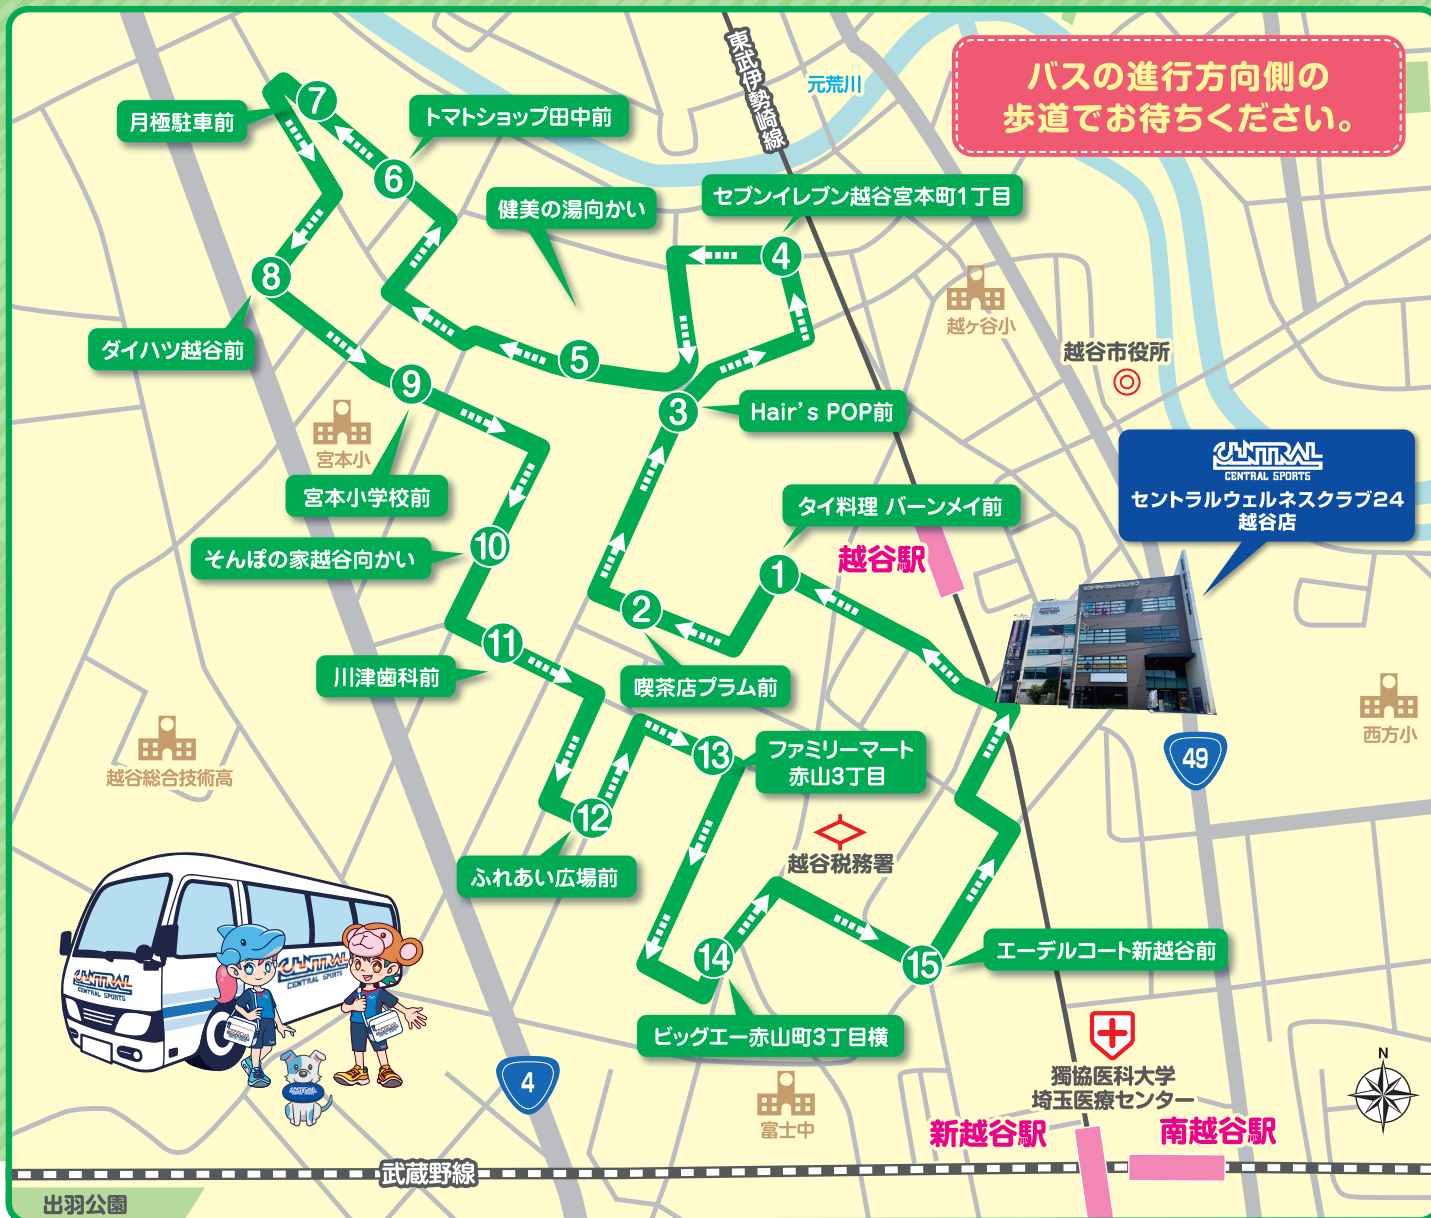 バスの進行方向側の
歩道でお待ちください。
東武伊勢崎線
元荒川
月極駐車前
7
トマトショップ田中前
6
健美の湯向かい
セブンイレブン越谷宮本町1丁目
4
8
越ヶ谷小
ダイハツ越谷前
5
越谷市役所
9
3
Hair's POP前
宮本小
宮本小学校前
CENTRAL
CENTRAL SPORTS
セントラルウェルネスクラブ24
越谷店
タイ料理 バーンメイ前
越谷駅
10
そんぽの家越谷向かい
1
2
11
川津歯科前
喫茶店プラム前
越谷総合技術高
13
ファミリーマート
赤山3丁目
西方小
49
12
ふれあい広場前
越谷税務署
14
15
エーデルコート新越谷前
ビッグエー赤山町3丁目横
CENTRAL
CENTRAL SPORTS
CENTRAL
CENTRAL SPORTS
4
富士中
獨協医科大学
埼玉医療センター
N
新越谷駅
南越谷駅
武蔵野線
出羽公園